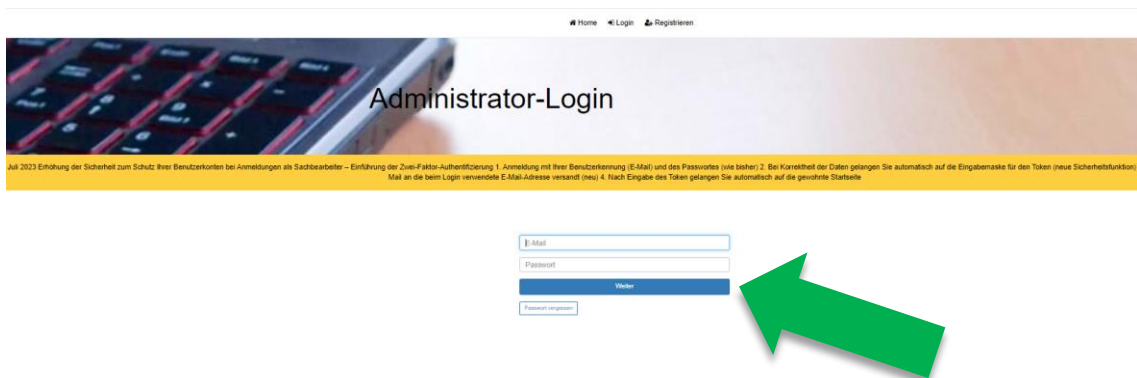 Home Login Registrieren
Administrator-Login
Juli 2023 Erhöhung der Sicherheit zum Schutz Ihrer Benutzerkonten bei Anmeldungen als Sachbearbeiter – Einführung der Zwei-Faktor-Authentifizierung 1. Anmeldung mit Ihrer Benutzerkennung (E-Mail) und des Passwortes (wie bisher) 2. Bei Korrektheit der Daten gelangen Sie automatisch auf die Eingabemaske für den Token (neue Sicherheitsfunktion)
Mail an die beim Login verwendete E-Mail-Adresse versandt (neu) 4. Nach Eingabe des Token gelangen Sie automatisch auf die gewohnte Startseite
E-Mail
Passwort
Weiter
Passwort vergessen